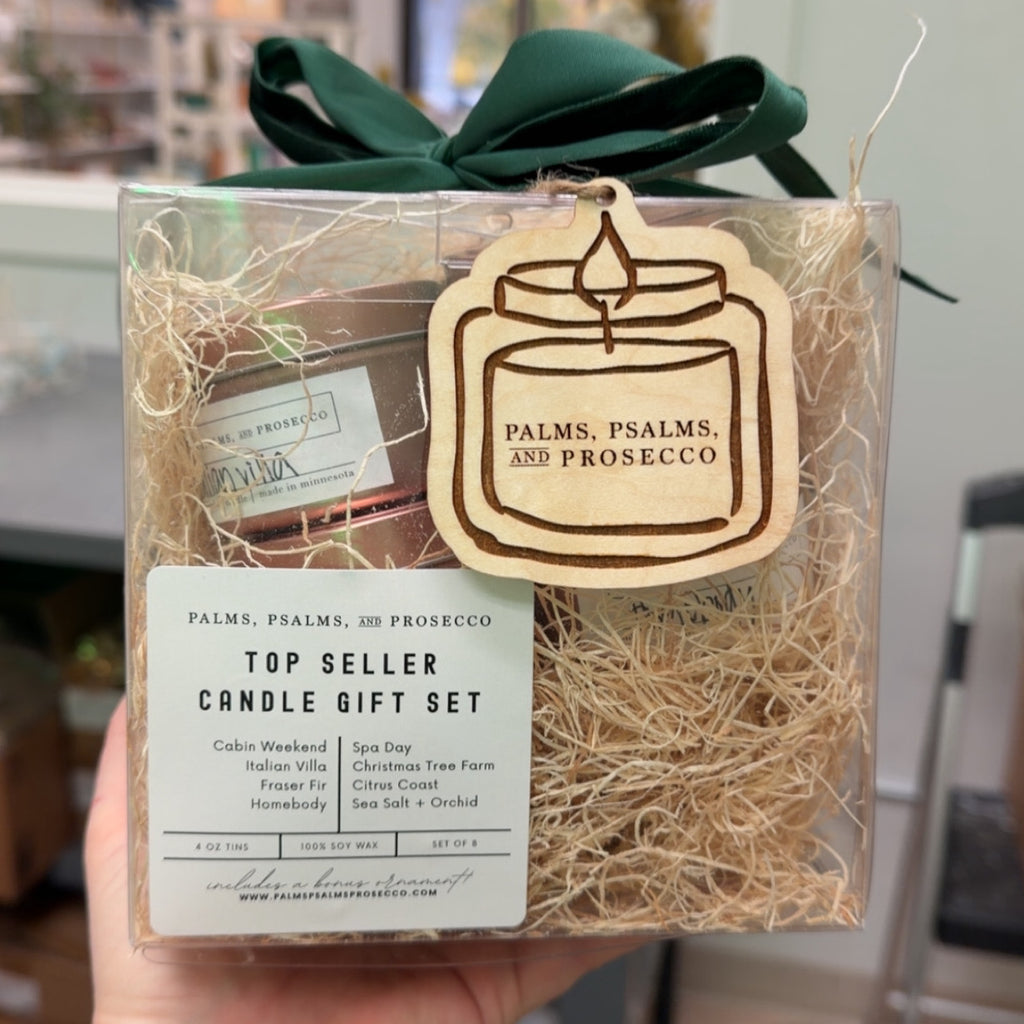 PALMS, PSALMS,
AND PROSECCO
AND PROSECCO
villa
made in minnesota
PALMS, PSALMS, AND PROSECCO
TOP SELLER
CANDLE GIFT SET
Cabin Weekend
Italian Villa
Fraser Fir
Homebody
Spa Day
Christmas Tree Farm
Citrus Coast
Sea Salt + Orchid
4 OZ TINS 100% SOY WAX SET OF 8
includes a bonus ornament!
WWW.PALMSPSALMSPROSECCO.COM